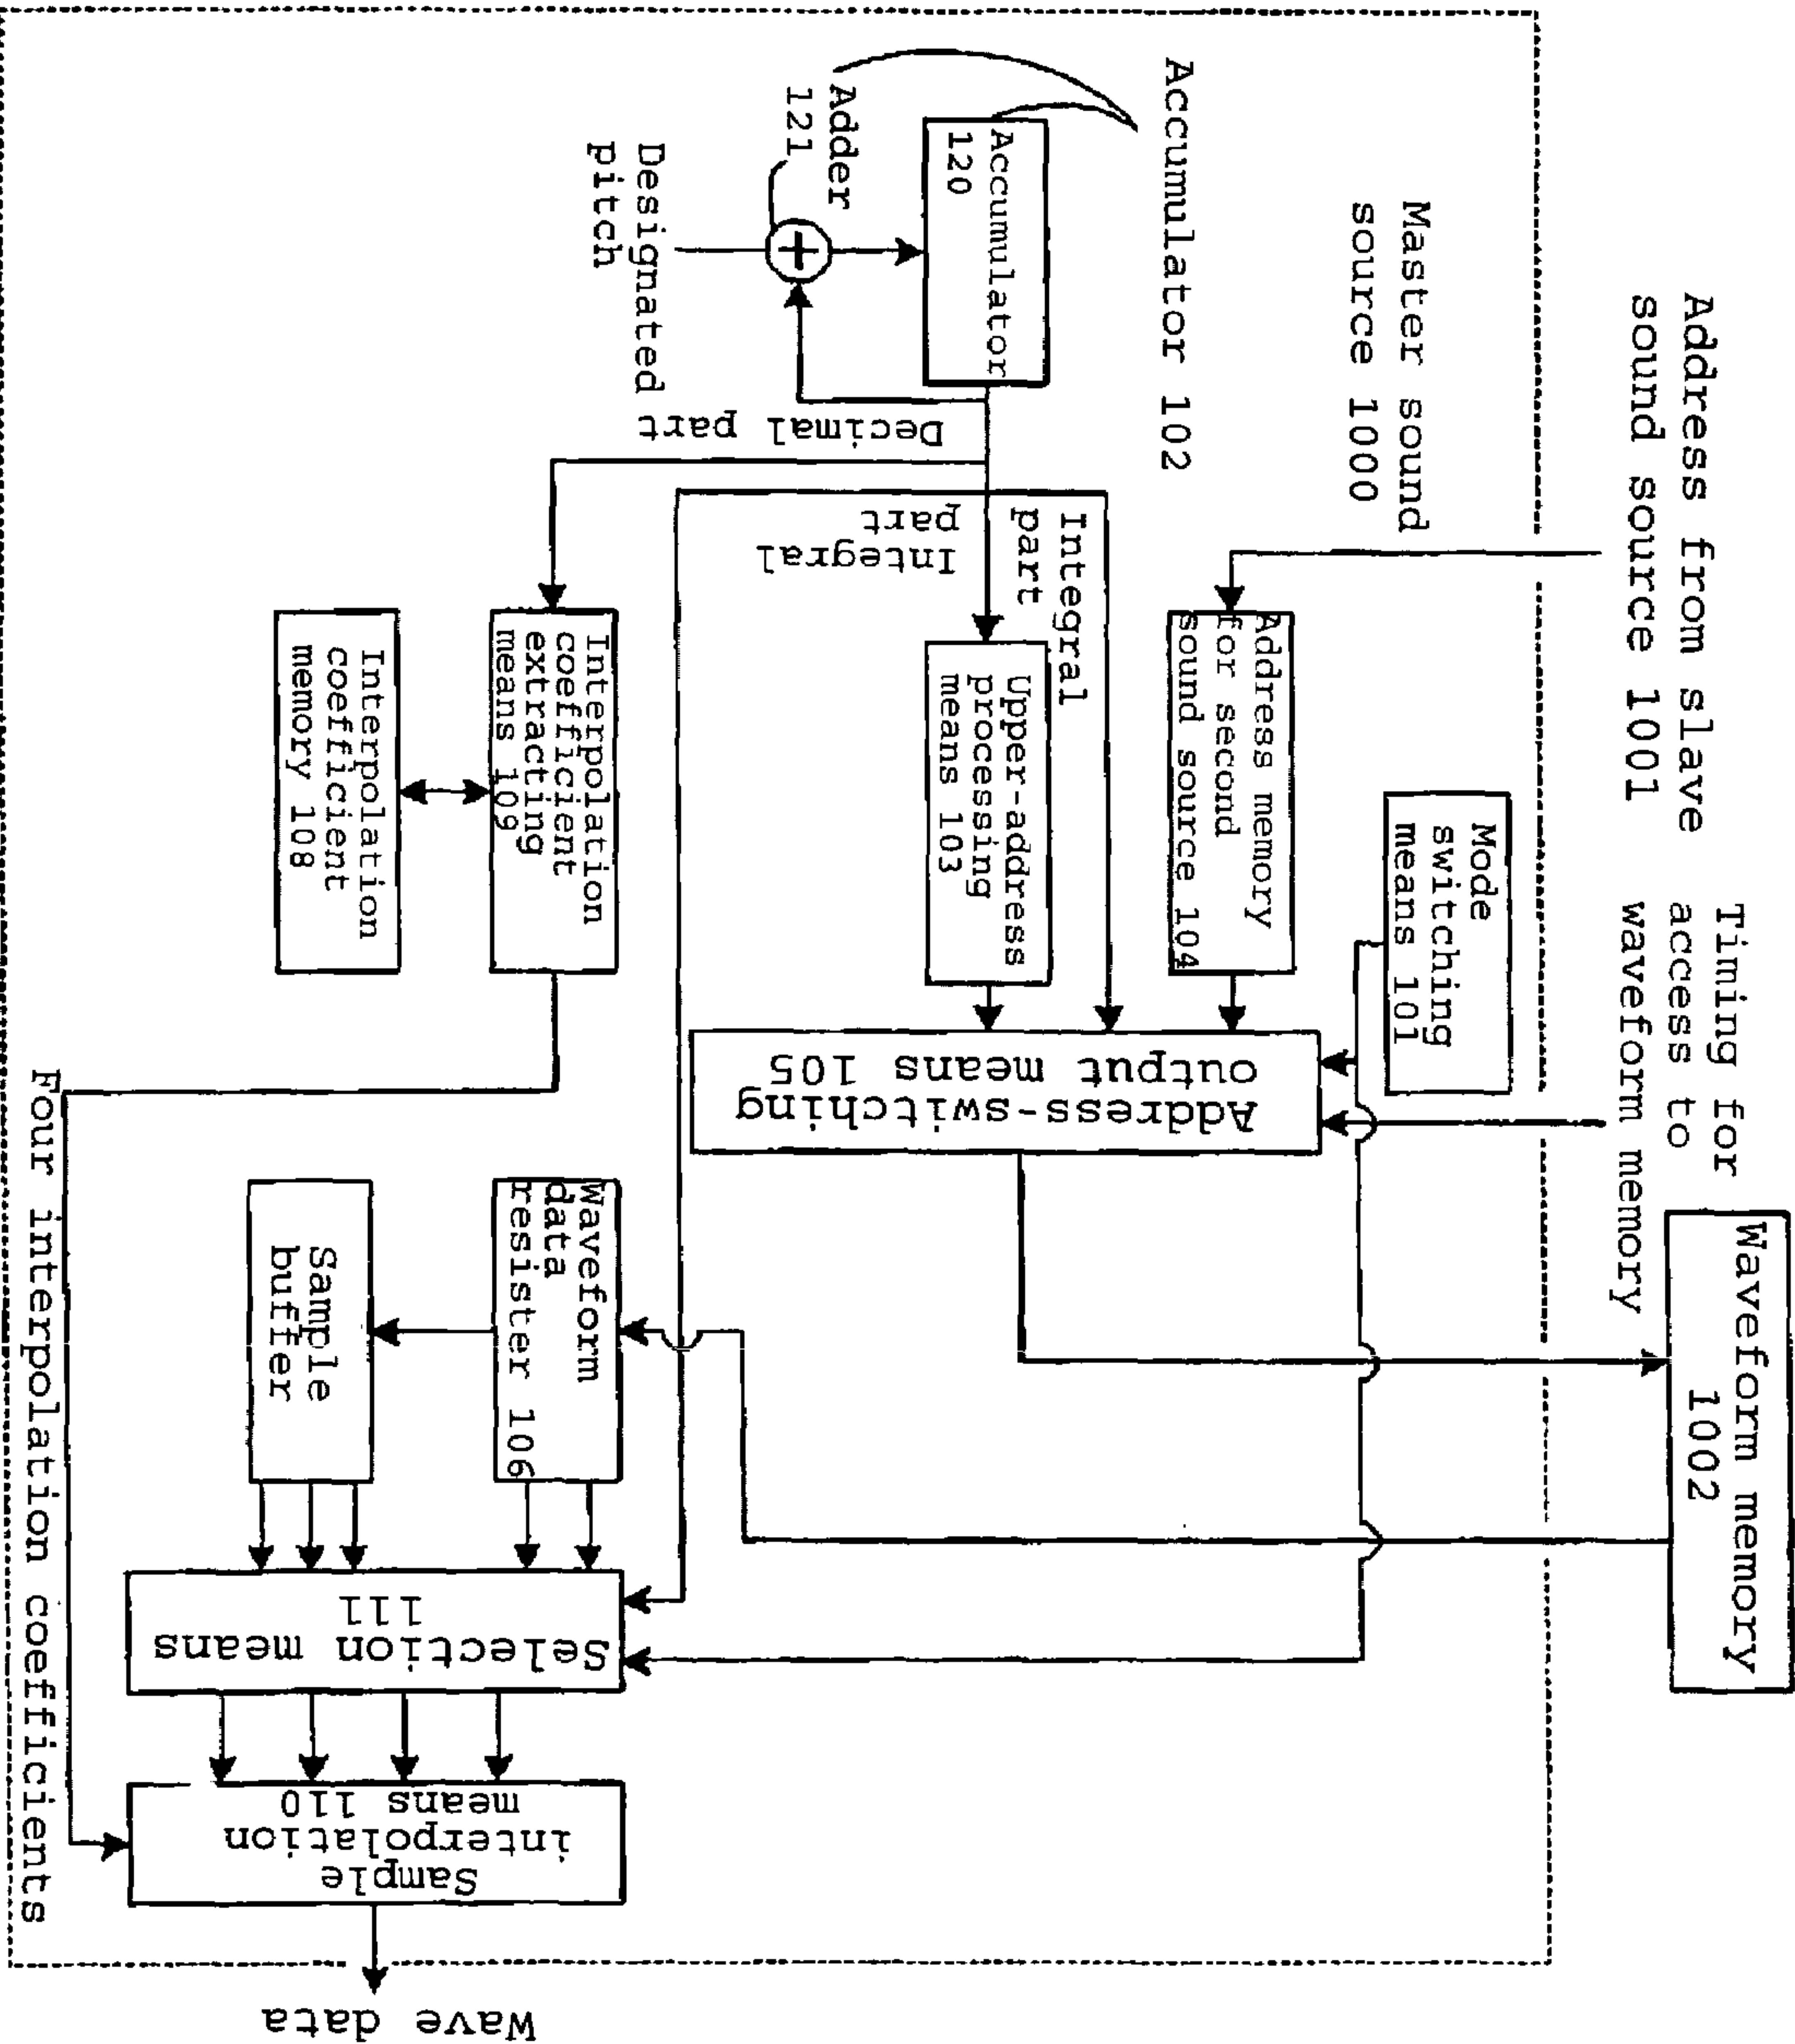 Address from slave
sound source 1001
Timing for
access to
waveform memory
Waveform memory
1002
Master sound
source 1000
Mode
switching
means 101
Accumulator 102
Address memory
for second
sound source 104
Accumulator
120
Adder
121
Designated
pitch
Decimal part
Integral
part
Integral
part
Upper-address
processing
means 103
Address-switching
output means 105
Interpolation
coefficient
extracting
means 109
Interpolation
coefficient
memory 108
Waveform
data
resister 106
Sample
buffer
Selection means
111
Sample
interpolation
means 110
Four interpolation coefficients
Wave data